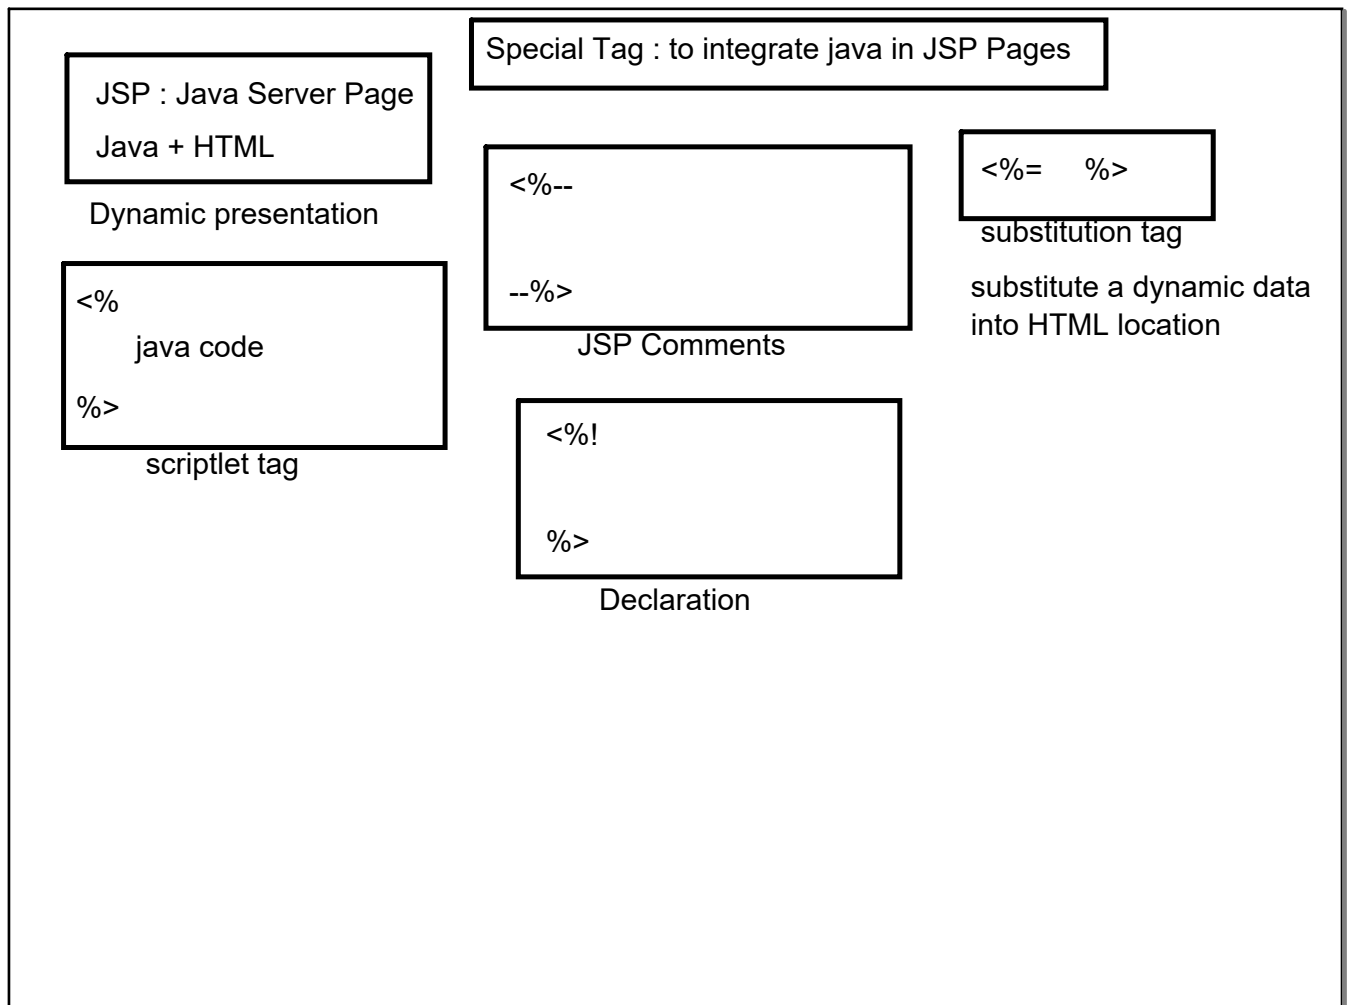 Special Tag : to integrate java in JSP Pages
JSP : Java Server Page
Java + HTML
Dynamic presentation
<%
java code
%>
scriptlet tag
<%--
--%>
JSP Comments
<%!
%>
Declaration
<%= %>
substitution tag
substitute a dynamic data
into HTML location